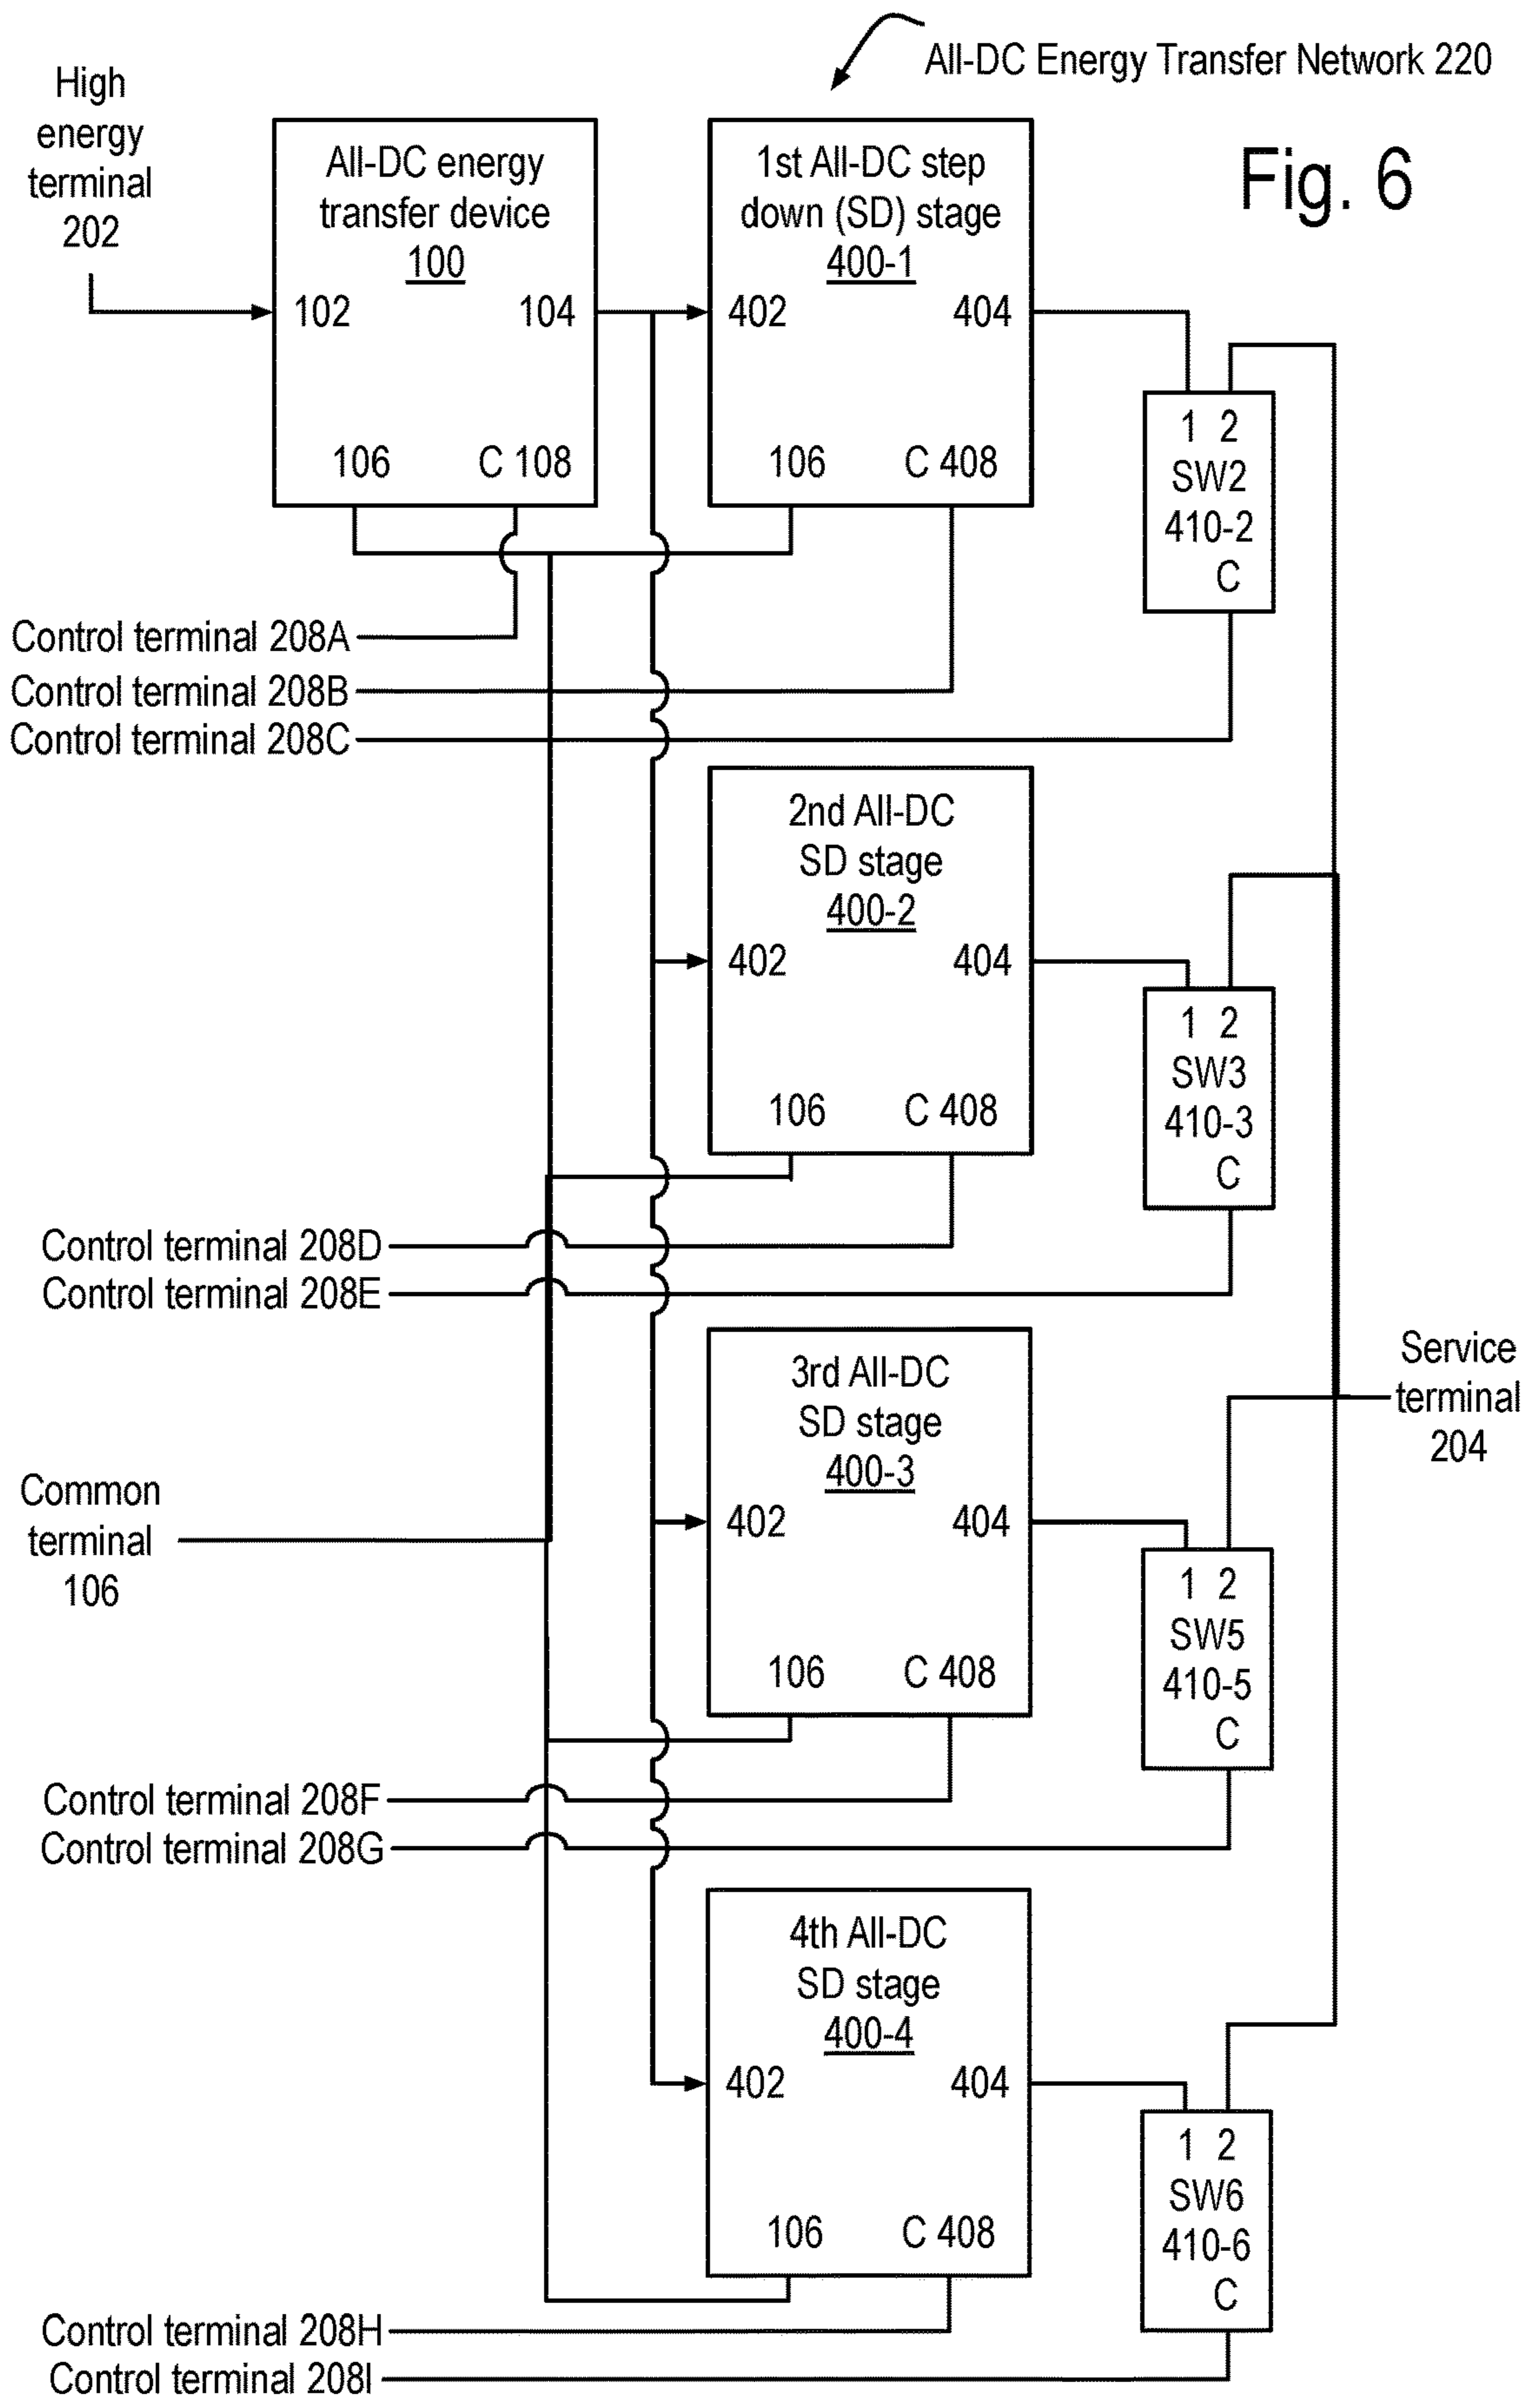 All-DC Energy Transfer Network 220
Fig. 6
High
energy
terminal
202
All-DC energy
transfer device
100
102 104
106 C 108
1st All-DC step
down (SD) stage
400-1
402 404
106 C 408
1 2
SW2
410-2
C
Control terminal 208A
Control terminal 208B
Control terminal 208C
2nd All-DC
SD stage
400-2
402 404
106 C 408
1 2
SW3
410-3
C
Control terminal 208D
Control terminal 208E
Service
terminal
204
Common
terminal
106
3rd All-DC
SD stage
400-3
402 404
106 C 408
1 2
SW5
410-5
C
Control terminal 208F
Control terminal 208G
4th All-DC
SD stage
400-4
402 404
106 C 408
1 2
SW6
410-6
C
Control terminal 208H
Control terminal 208I